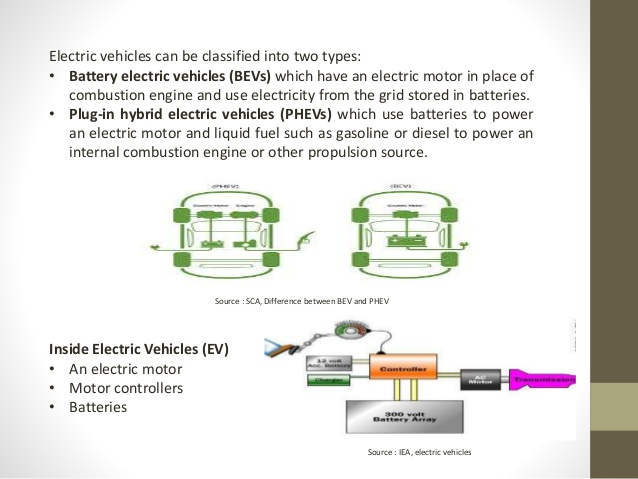 Electric vehicles can be classified into two types:
• Battery electric vehicles (BEVs) which have an electric motor in place of
combustion engine and use electricity from the grid stored in batteries.
• Plug-in hybrid electric vehicles (PHEVs) which use batteries to power
an electric motor and liquid fuel such as gasoline or diesel to power an
internal combustion engine or other propulsion source.
(PHEV) (BEV)
Electric Motor Engine Electric Motor
Source : SCA, Difference between BEV and PHEV
Inside Electric Vehicles (EV)
• An electric motor
• Motor controllers
• Batteries
12 volt
Acc. Battery
Charger
Controller
AC
Motor
Transmission
300 volt
Battery Array
Source : IEA, electric vehicles